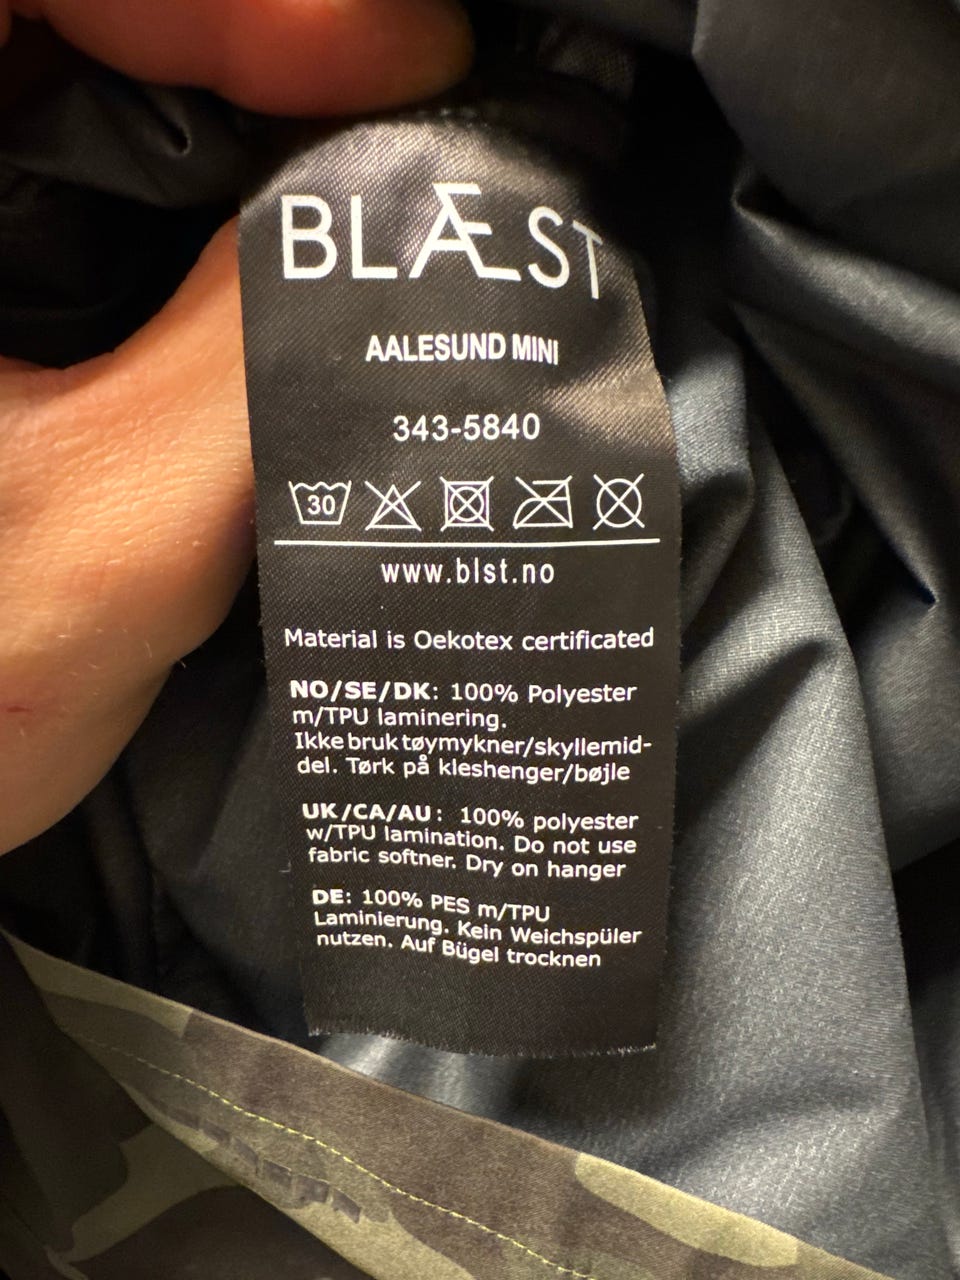 BLÆST
AALESUND MINI
343-5840
30
www.blst.no
Material is Oekotex certificated
NO/SE/DK: 100% Polyester
m/TPU laminering.
Ikke bruk tøymykner/skyllemid-
del. Tørk på kleshenger/bøjle
UK/CA/AU: 100% polyester
w/TPU lamination. Do not use
fabric softner. Dry on hanger
DE: 100% PES m/TPU
Laminierung. Kein Weichspüler
nutzen. Auf Bügel trocknen